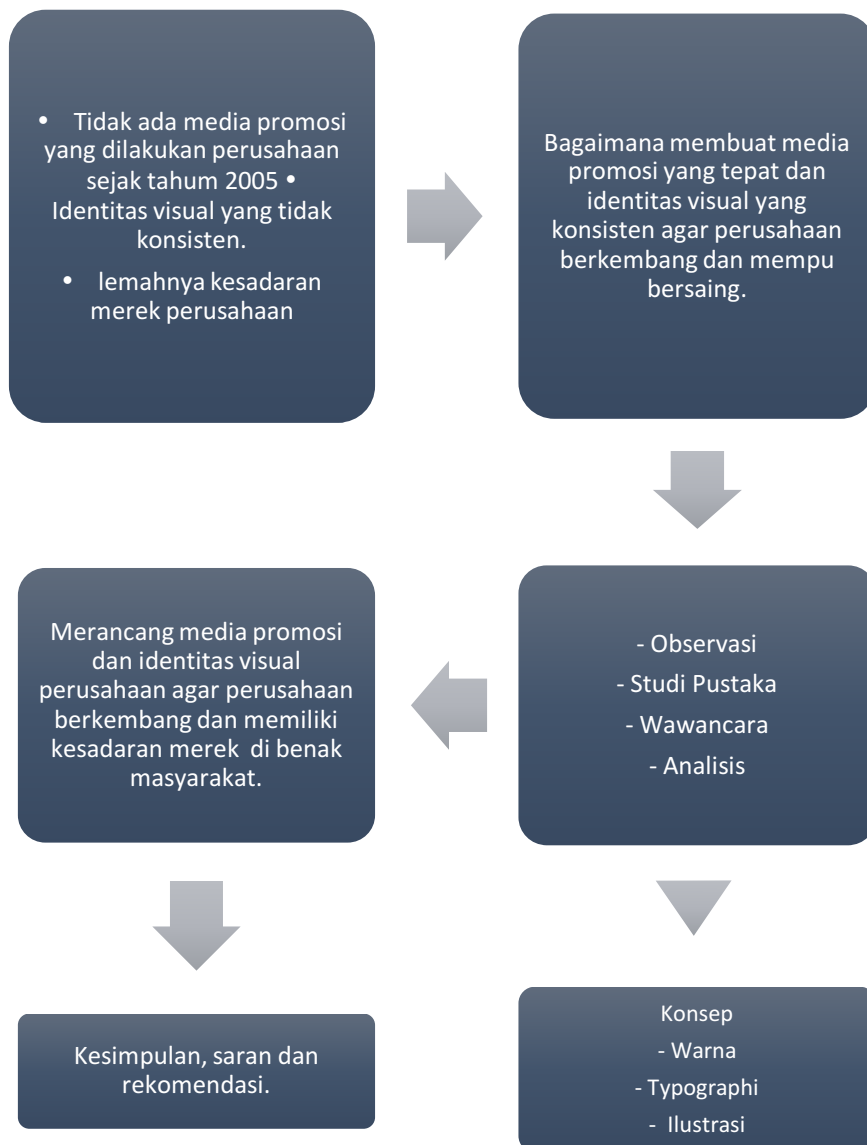 • Tidak ada media promosi
yang dilakukan perusahaan
sejak tahum 2005 •
Identitas visual yang tidak
konsisten.
• lemahnya kesadaran
merek perusahaan
Bagaimana membuat media
promosi yang tepat dan
identitas visual yang
konsisten agar perusahaan
berkembang dan mempu
bersaing.
- Observasi
- Studi Pustaka
- Wawancara
- Analisis
Merancang media promosi
dan identitas visual
perusahaan agar perusahaan
berkembang dan memiliki
kesadaran merek di benak
masyarakat.
Kesimpulan, saran dan
rekomendasi.
Konsep
- Warna
- Typographi
- Ilustrasi